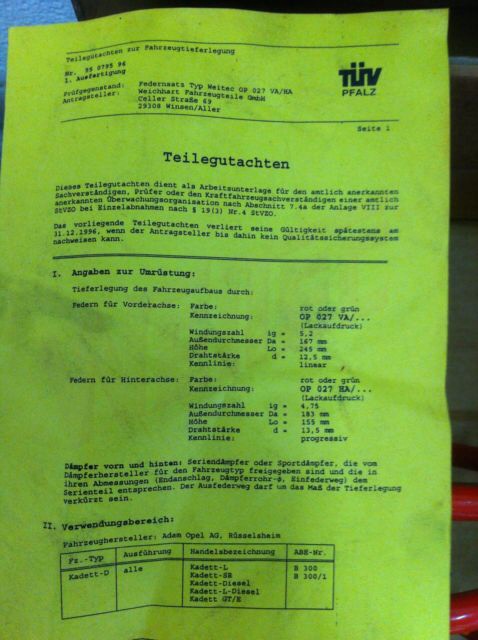 Teilegutachten zur Fahrzeugtieferlegung
Nr. 95 0795 96
1. Ausfertigung
Prüfgegenstand: Federnsatz Typ Weitec OP 027 VA/HA
Antragsteller: Weichhart Fahrzeugteile GmbH
Celler Straße 69
29308 Winsen/Aller
TÜV
PFALZ
Seite 1
Teilegutachten
Dieses Teilegutachten dient als Arbeitsunterlage für den amtlich anerkannten
Sachverständigen, Prüfer oder den Kraftfahrzeugsachverständigen einer amtlich
anerkannten Überwachungsorganisation nach Abschnitt 7.4a der Anlage VIII zur
StVZO bei Einzelabnahmen nach § 19(3) Nr.4 StVZO.
Das vorliegende Teilegutachten verliert seine Gültigkeit spätestens am
31.12.1996, wenn der Antragsteller bis dahin kein Qualitätssicherungssystem
nachweisen kann.
I. Angaben zur Umrüstung:
Tieferlegung des Fahrzeugaufbaus durch:
Federn für Vorderachse: Farbe: rot oder grün
Kennzeichnung: OP 027 VA/...
(Lackaufdruck)
Windungszahl ig = 5,2
Außendurchmesser Da = 167 mm
Höhe Lo = 245 mm
Drahtstärke d = 12,5 mm
Kennlinie: linear
Federn für Hinterachse: Farbe: rot oder grün
Kennzeichnung: OP 027 HA/...
(Lackaufdruck)
Windungszahl ig = 4,75
Außendurchmesser Da = 183 mm
Höhe Lo = 155 mm
Drahtstärke d = 13,5 mm
Kennlinie: progressiv
Dämpfer vorn und hinten: Seriendämpfer oder Sportdämpfer, die vom
Dämpferhersteller für den Fahrzeugtyp freigegeben sind und die in
ihren Abmessungen (Endanschlag, Dämpferrohr-ø, Einfederweg) dem
Serienteil entsprechen. Der Ausfederweg darf um das Maß der Tieferlegung
verkürzt sein.
II. Verwendungsbereich:
Fahrzeughersteller: Adam Opel AG, Rüsselsheim
Fz.-Typ Ausführung Handelsbezeichnung ABE-Nr.
Kadett-D alle Kadett-L B 300
Kadett-SR B 300/1
Kadett-Diesel
Kadett-L-Diesel
Kadett GT/E